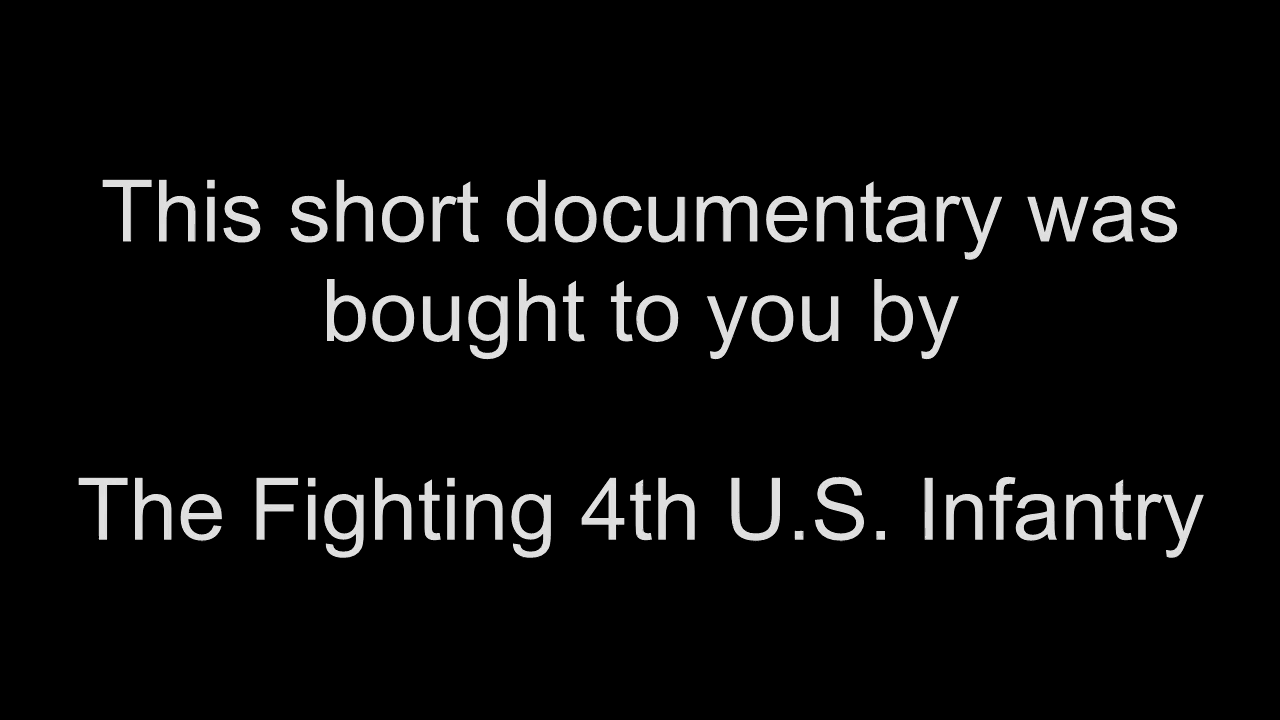 This short documentary was
bought to you by
The Fighting 4th U.S. Infantry